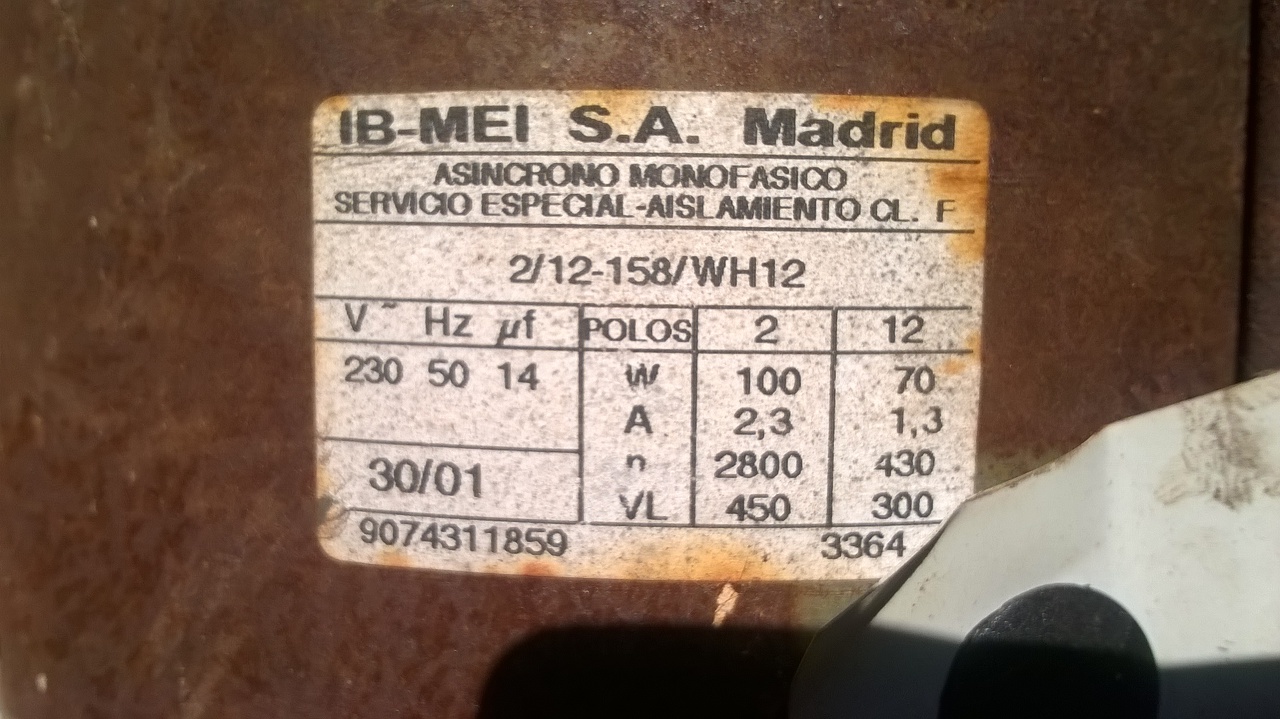 IB-MEI S.A. Madrid
ASINCRONO MONOFASICO
SERVICIO ESPECIAL-AISLAMIENTO CL. F
2/12-158/WH12
V~ Hz µf POLOS 2 12
230 50 14 W 100 70
A 2,3 1,3
n 2800 430
30/01 VL 450 300
9074311859 3364